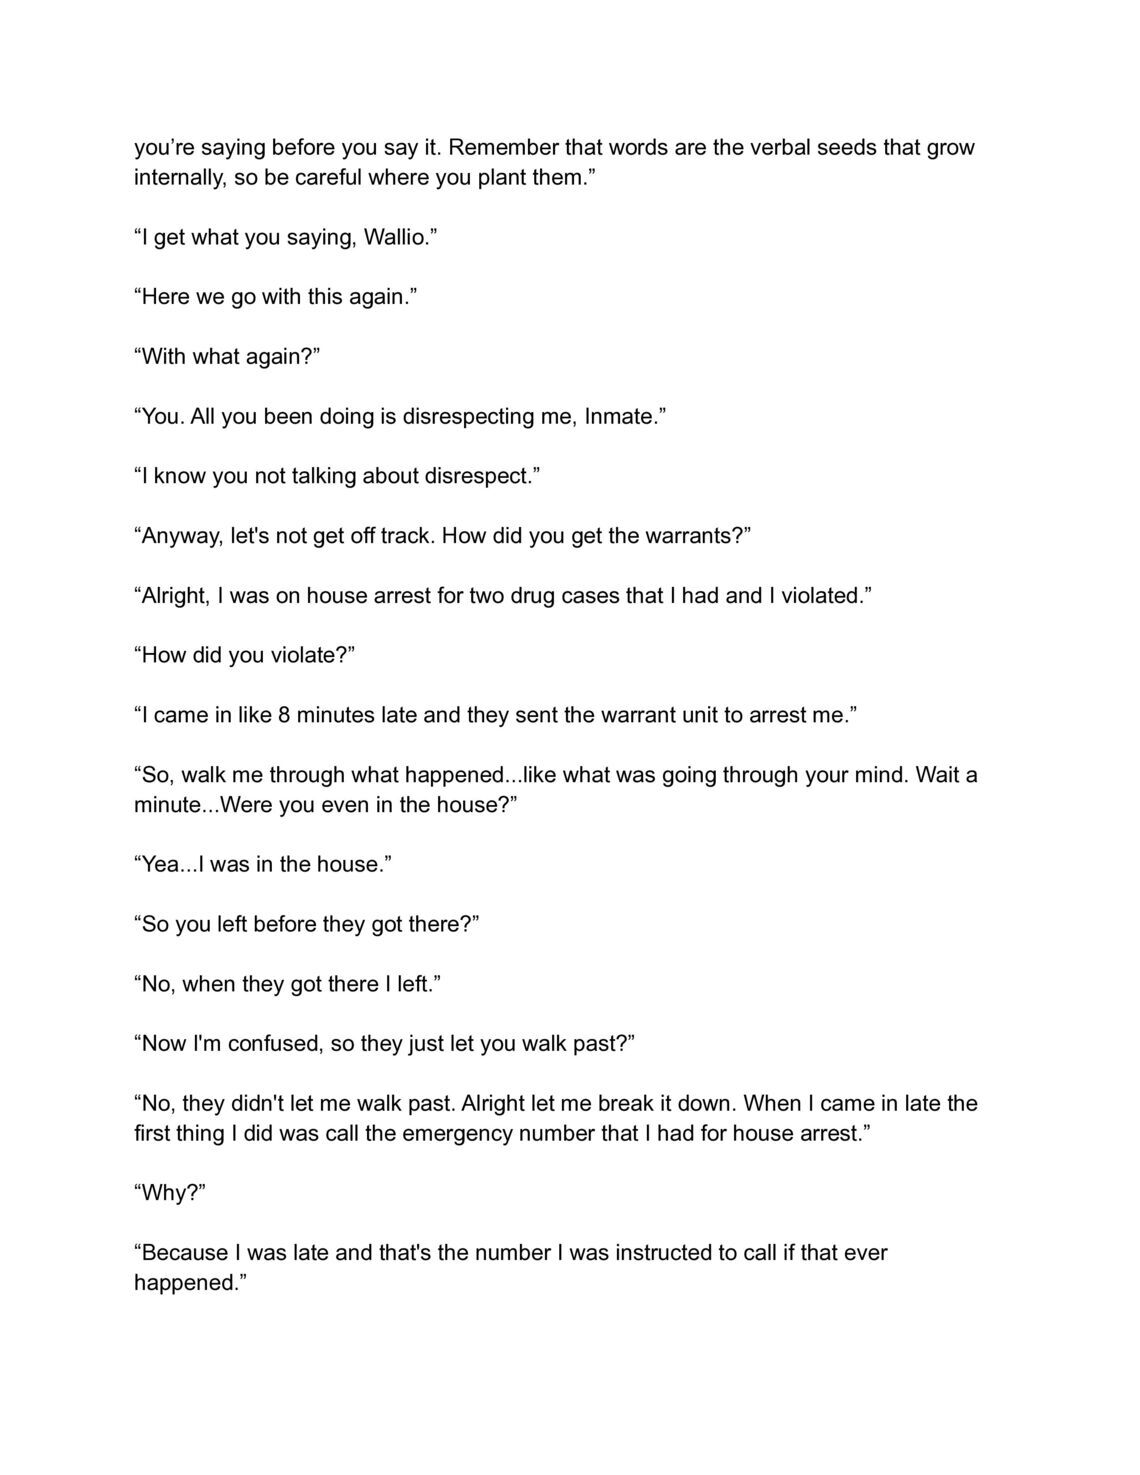 you’re saying before you say it. Remember that words are the verbal seeds that grow
internally, so be careful where you plant them.”
“I get what you saying, Wallio.”
“Here we go with this again.”
“With what again?”
“You. All you been doing is disrespecting me, Inmate.”
“I know you not talking about disrespect.”
“Anyway, let's not get off track. How did you get the warrants?”
“Alright, I was on house arrest for two drug cases that I had and I violated.”
“How did you violate?”
“I came in like 8 minutes late and they sent the warrant unit to arrest me.”
“So, walk me through what happened...like what was going through your mind. Wait a
minute...Were you even in the house?”
“Yea...I was in the house.”
“So you left before they got there?”
“No, when they got there I left.”
“Now I'm confused, so they just let you walk past?”
“No, they didn't let me walk past. Alright let me break it down. When I came in late the
first thing I did was call the emergency number that I had for house arrest.”
“Why?”
“Because I was late and that's the number I was instructed to call if that ever
happened.”